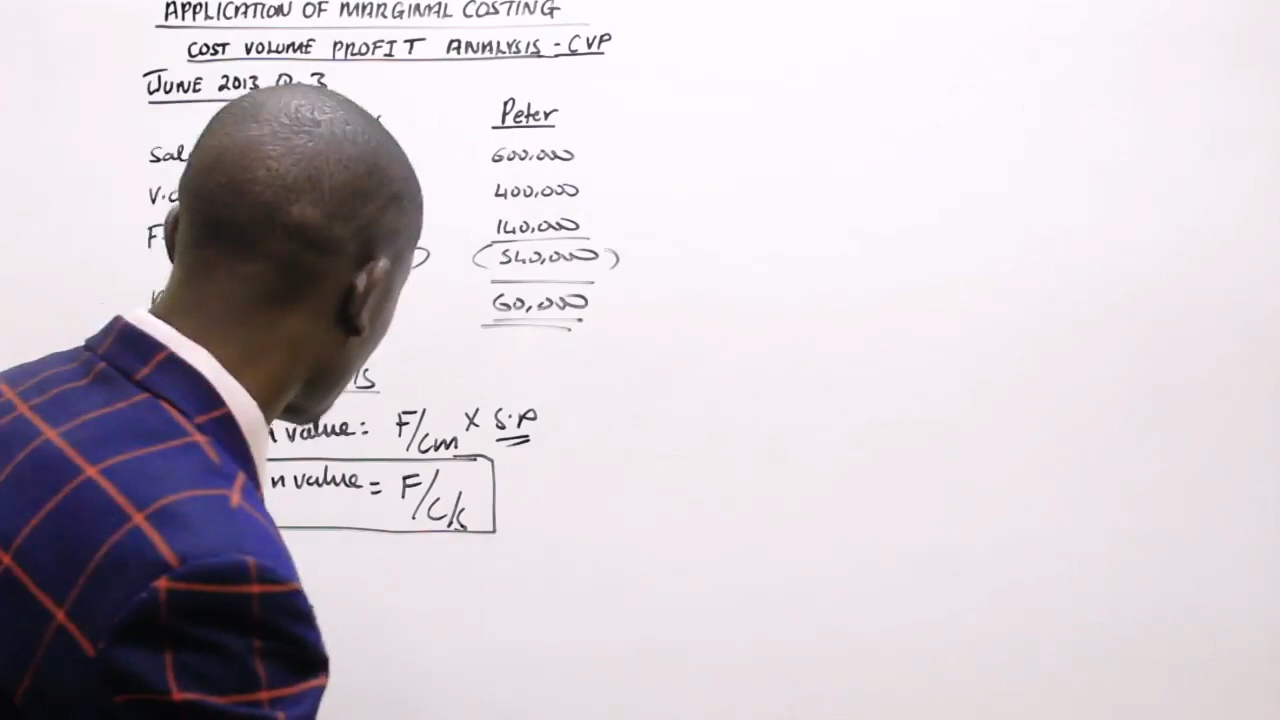 APPLICATION OF MARGINAL COSTING
COST VOLUME PROFIT ANALYSIS - CVP
JUNE 2013 Q.3
Peter
Sal 600,000
V.C 400,000
F 140,000
(540,000)
60,000
value = F/cm × S.P
n value = F/C/S